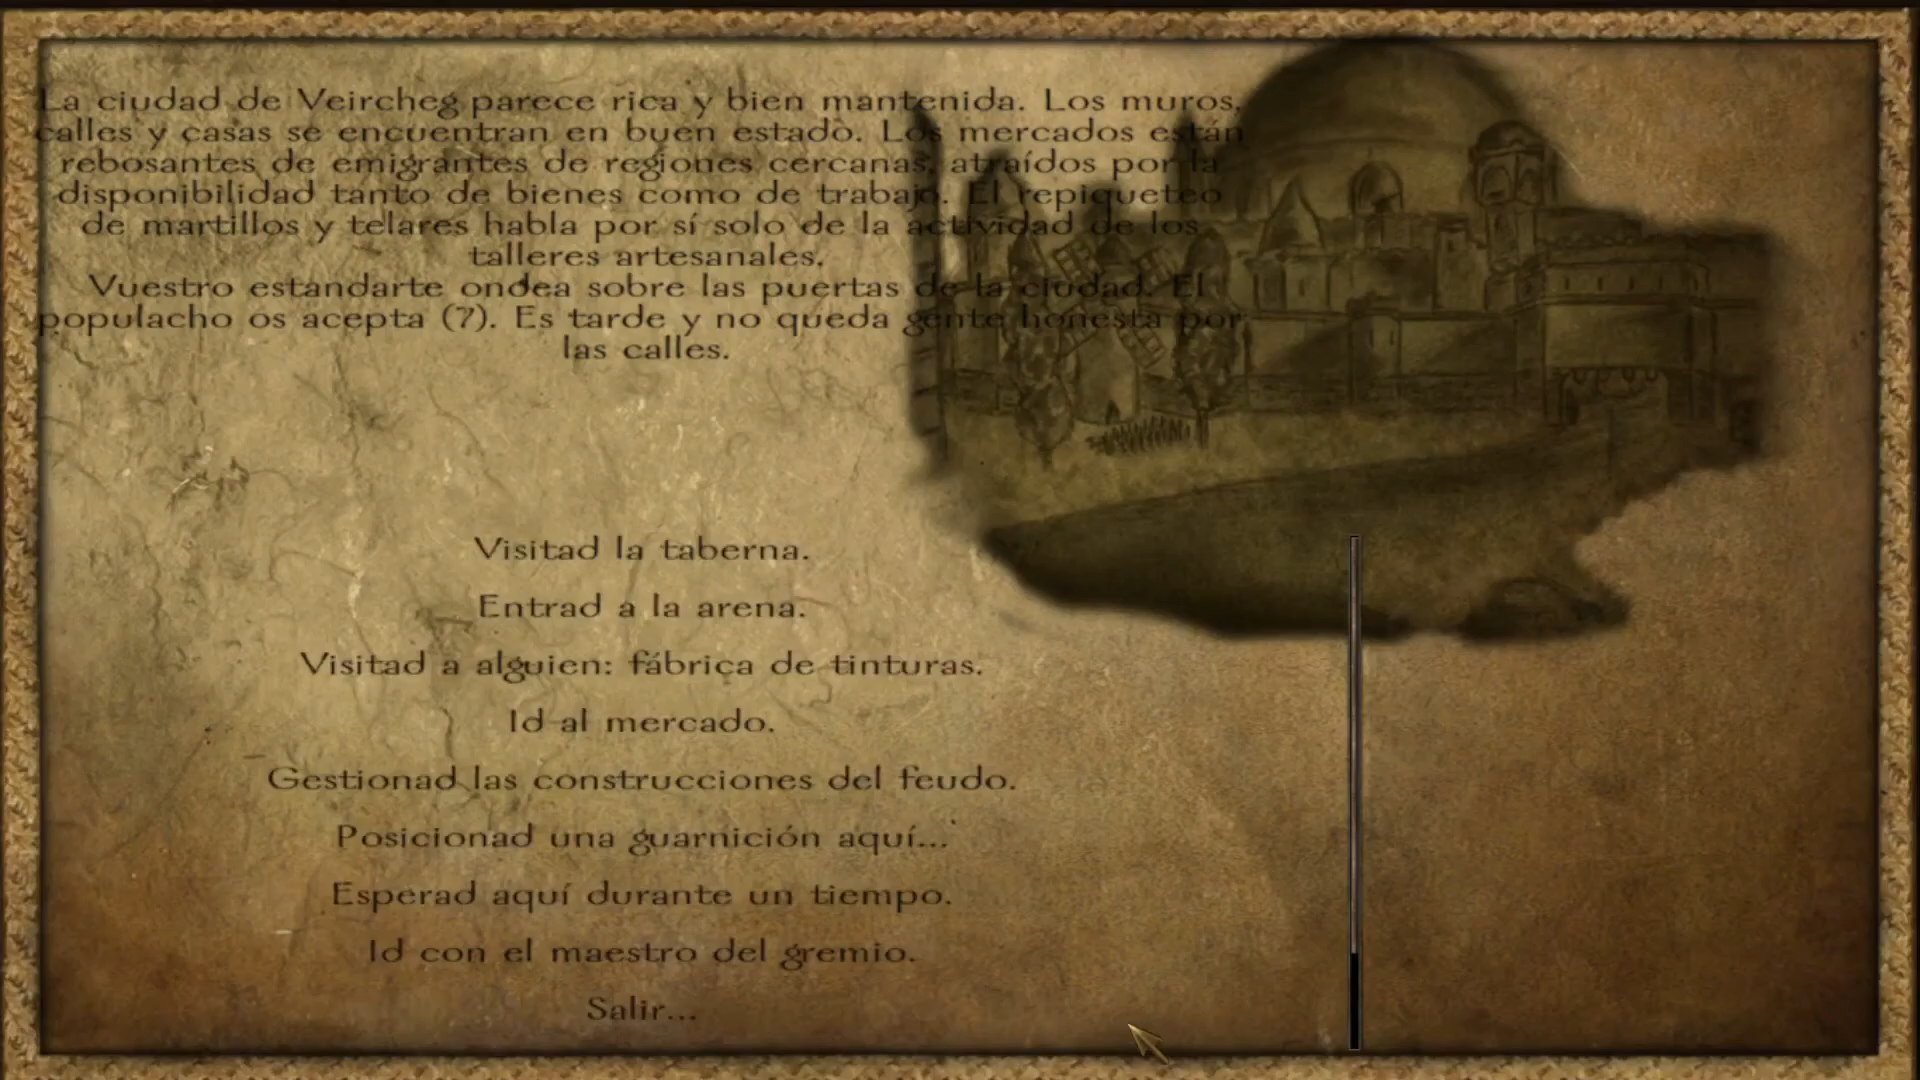 La ciudad de Veircheg parece rica y bien mantenida. Los muros,
calles y casas se encuentran en buen estado. Los mercados están
rebosantes de emigrantes de regiones cercanas, atraídos por la
disponibilidad tanto de bienes como de trabajo. El repiqueteo
de martillos y telares habla por sí solo de la actividad de los
talleres artesanales.
Vuestro estandarte ondea sobre las puertas de la ciudad. El
populacho os acepta (7). Es tarde y no queda gente honesta por
las calles.
Visitad la taberna.
Entrad a la arena.
Visitad a alguien: fábrica de tinturas.
Id al mercado.
Gestionad las construcciones del feudo.
Posicionad una guarnición aquí...
Esperad aquí durante un tiempo.
Id con el maestro del gremio.
Salir...